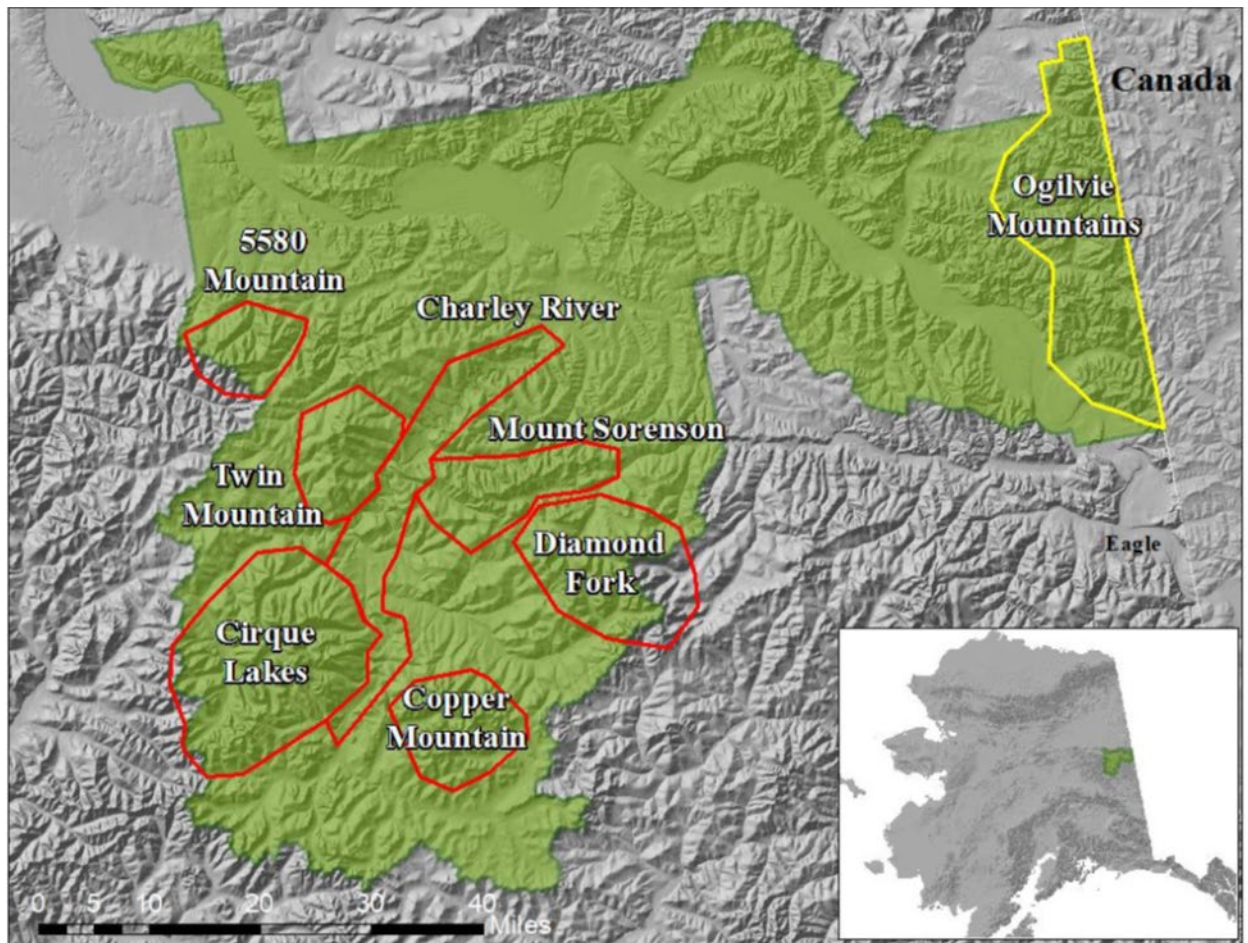 Canada
Ogilvie
Mountains
5580
Mountain
Charley River
Mount Sorenson
Twin
Mountain
Diamond
Fork
Eagle
Cirque
Lakes
Copper
Mountain
0 5 10 20 30 40
Miles